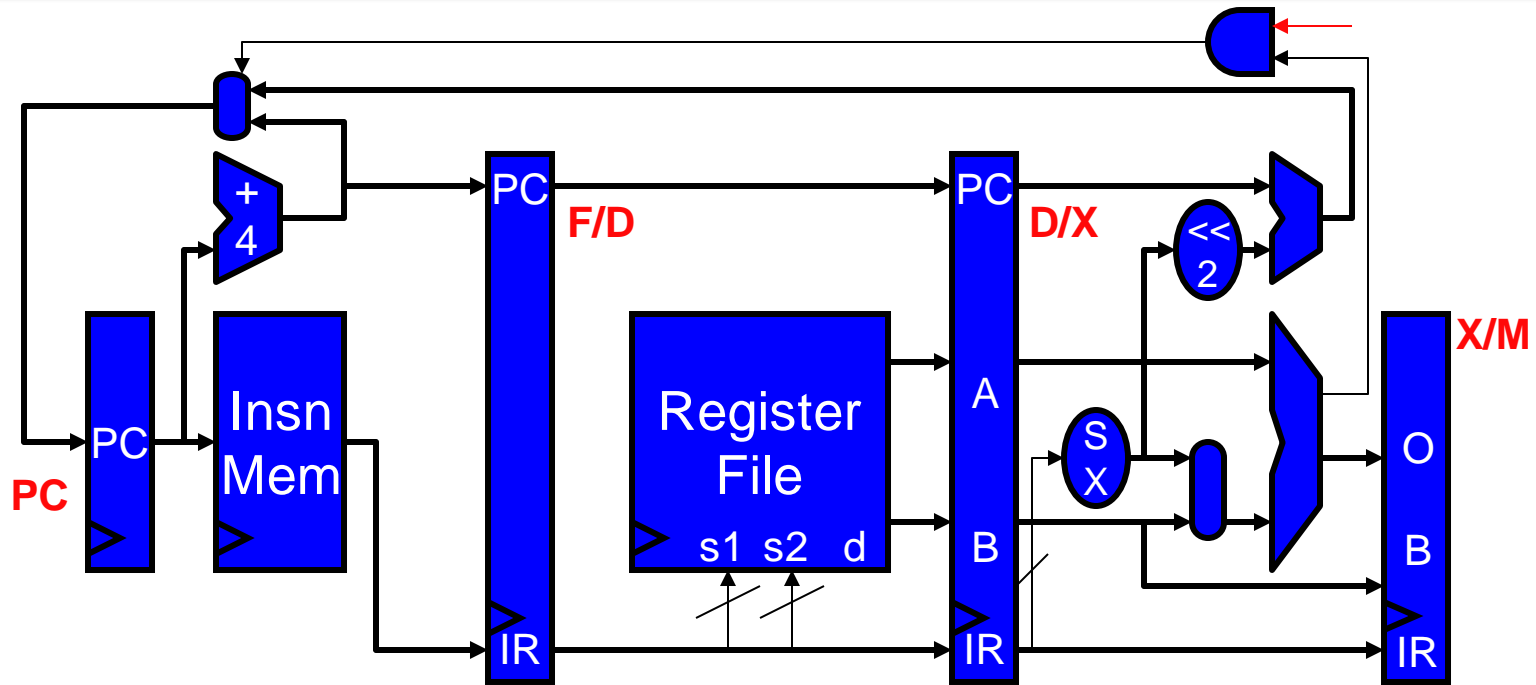 +
4
PC
F/D
PC
D/X
<<
2
X/M
PC
PC
Insn
Mem
Register
File
s1 s2 d
A
B
S
X
O
B
IR
IR
IR